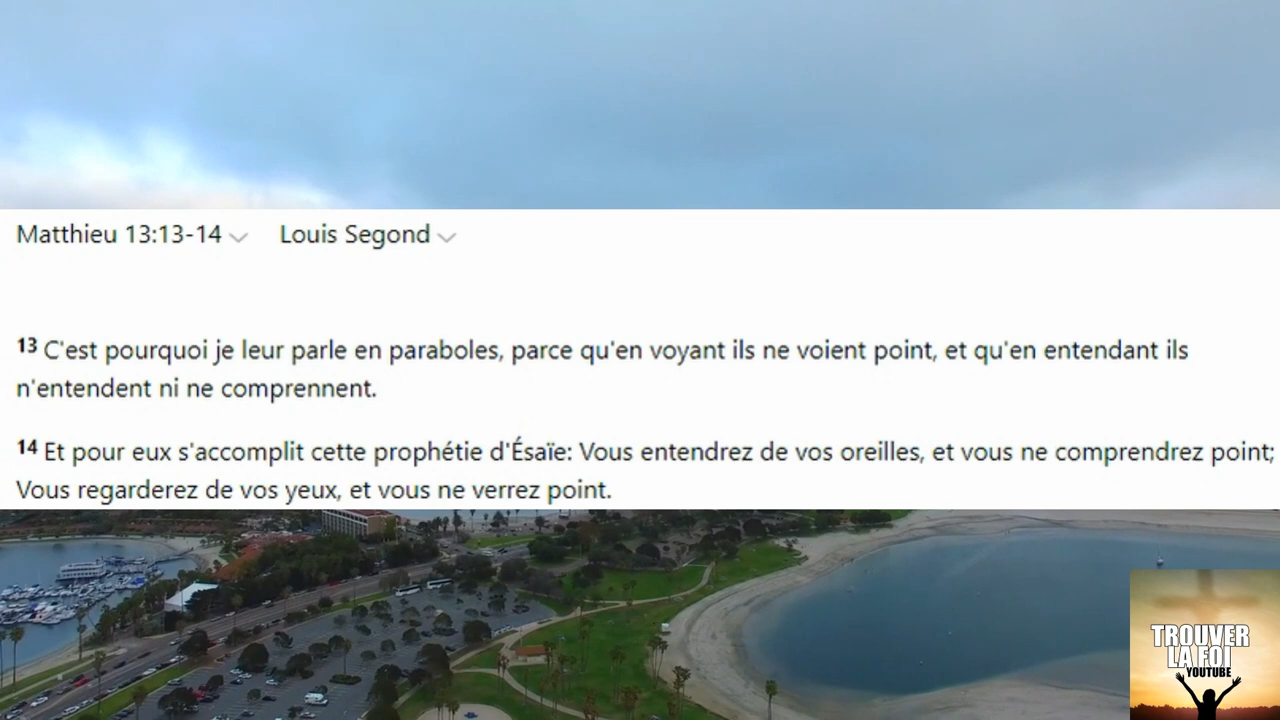 Matthieu 13:13-14 Louis Segond
13 C'est pourquoi je leur parle en paraboles, parce qu'en voyant ils ne voient point, et qu'en entendant ils
n'entendent ni ne comprennent.
14 Et pour eux s'accomplit cette prophétie d'Ésaïe: Vous entendrez de vos oreilles, et vous ne comprendrez point;
Vous regarderez de vos yeux, et vous ne verrez point.
TROUVER
LA FOI
YOUTUBE